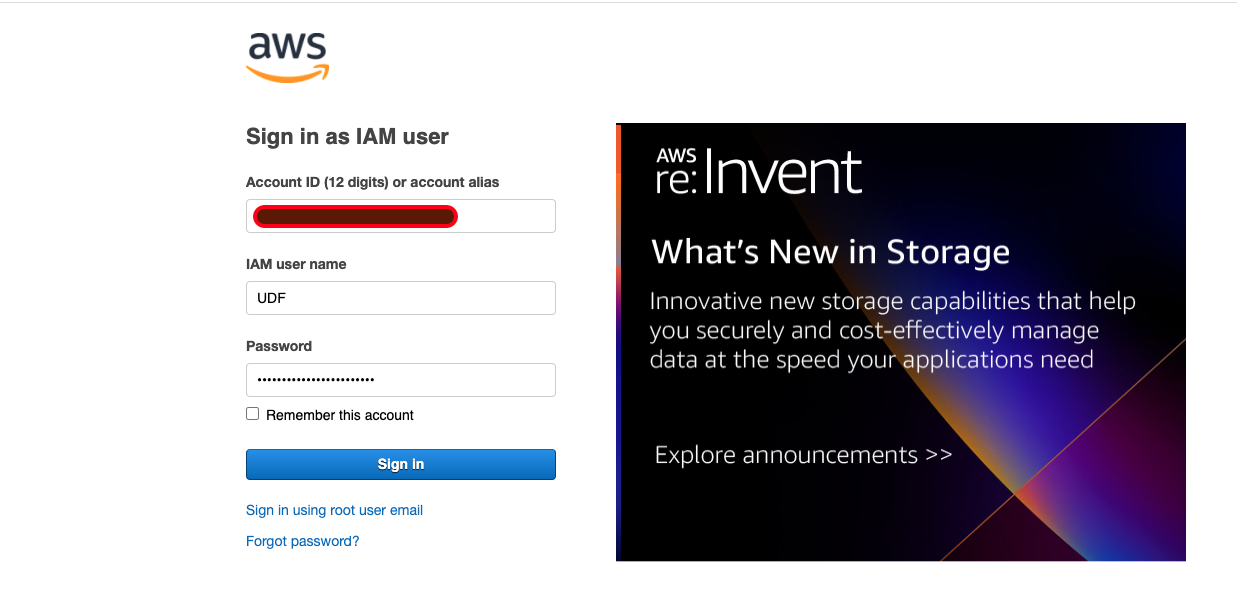 aws
Sign in as IAM user
Account ID (12 digits) or account alias
IAM user name
UDF
Password
••••••••••••••••••••••••
Remember this account
Sign in
Sign in using root user email
Forgot password?
AWS
re:Invent
What's New in Storage
Innovative new storage capabilities that help
you securely and cost-effectively manage
data at the speed your applications need
Explore announcements >>